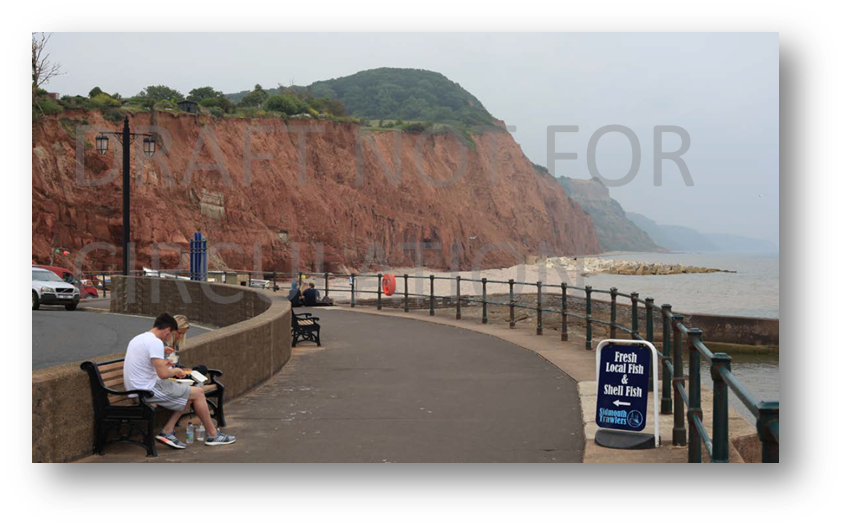 DRAFT NOT FOR
CIRCULATION
Fresh
Local Fish
&
Shell Fish
Sidmouth
Trawlers